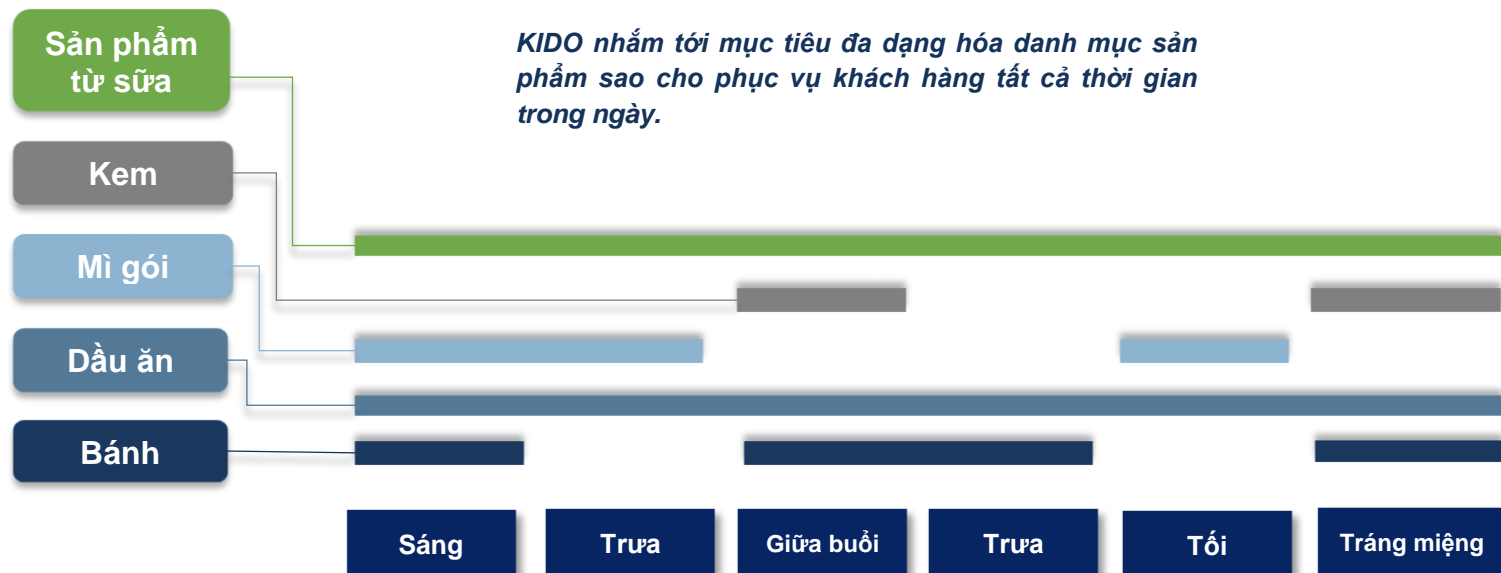 Sản phẩm
từ sữa
KIDO nhắm tới mục tiêu đa dạng hóa danh mục sản
phẩm sao cho phục vụ khách hàng tất cả thời gian
trong ngày.
Kem
Mì gói
Dầu ăn
Bánh
Sáng
Trưa
Giữa buổi
Trưa
Tối
Tráng miệng